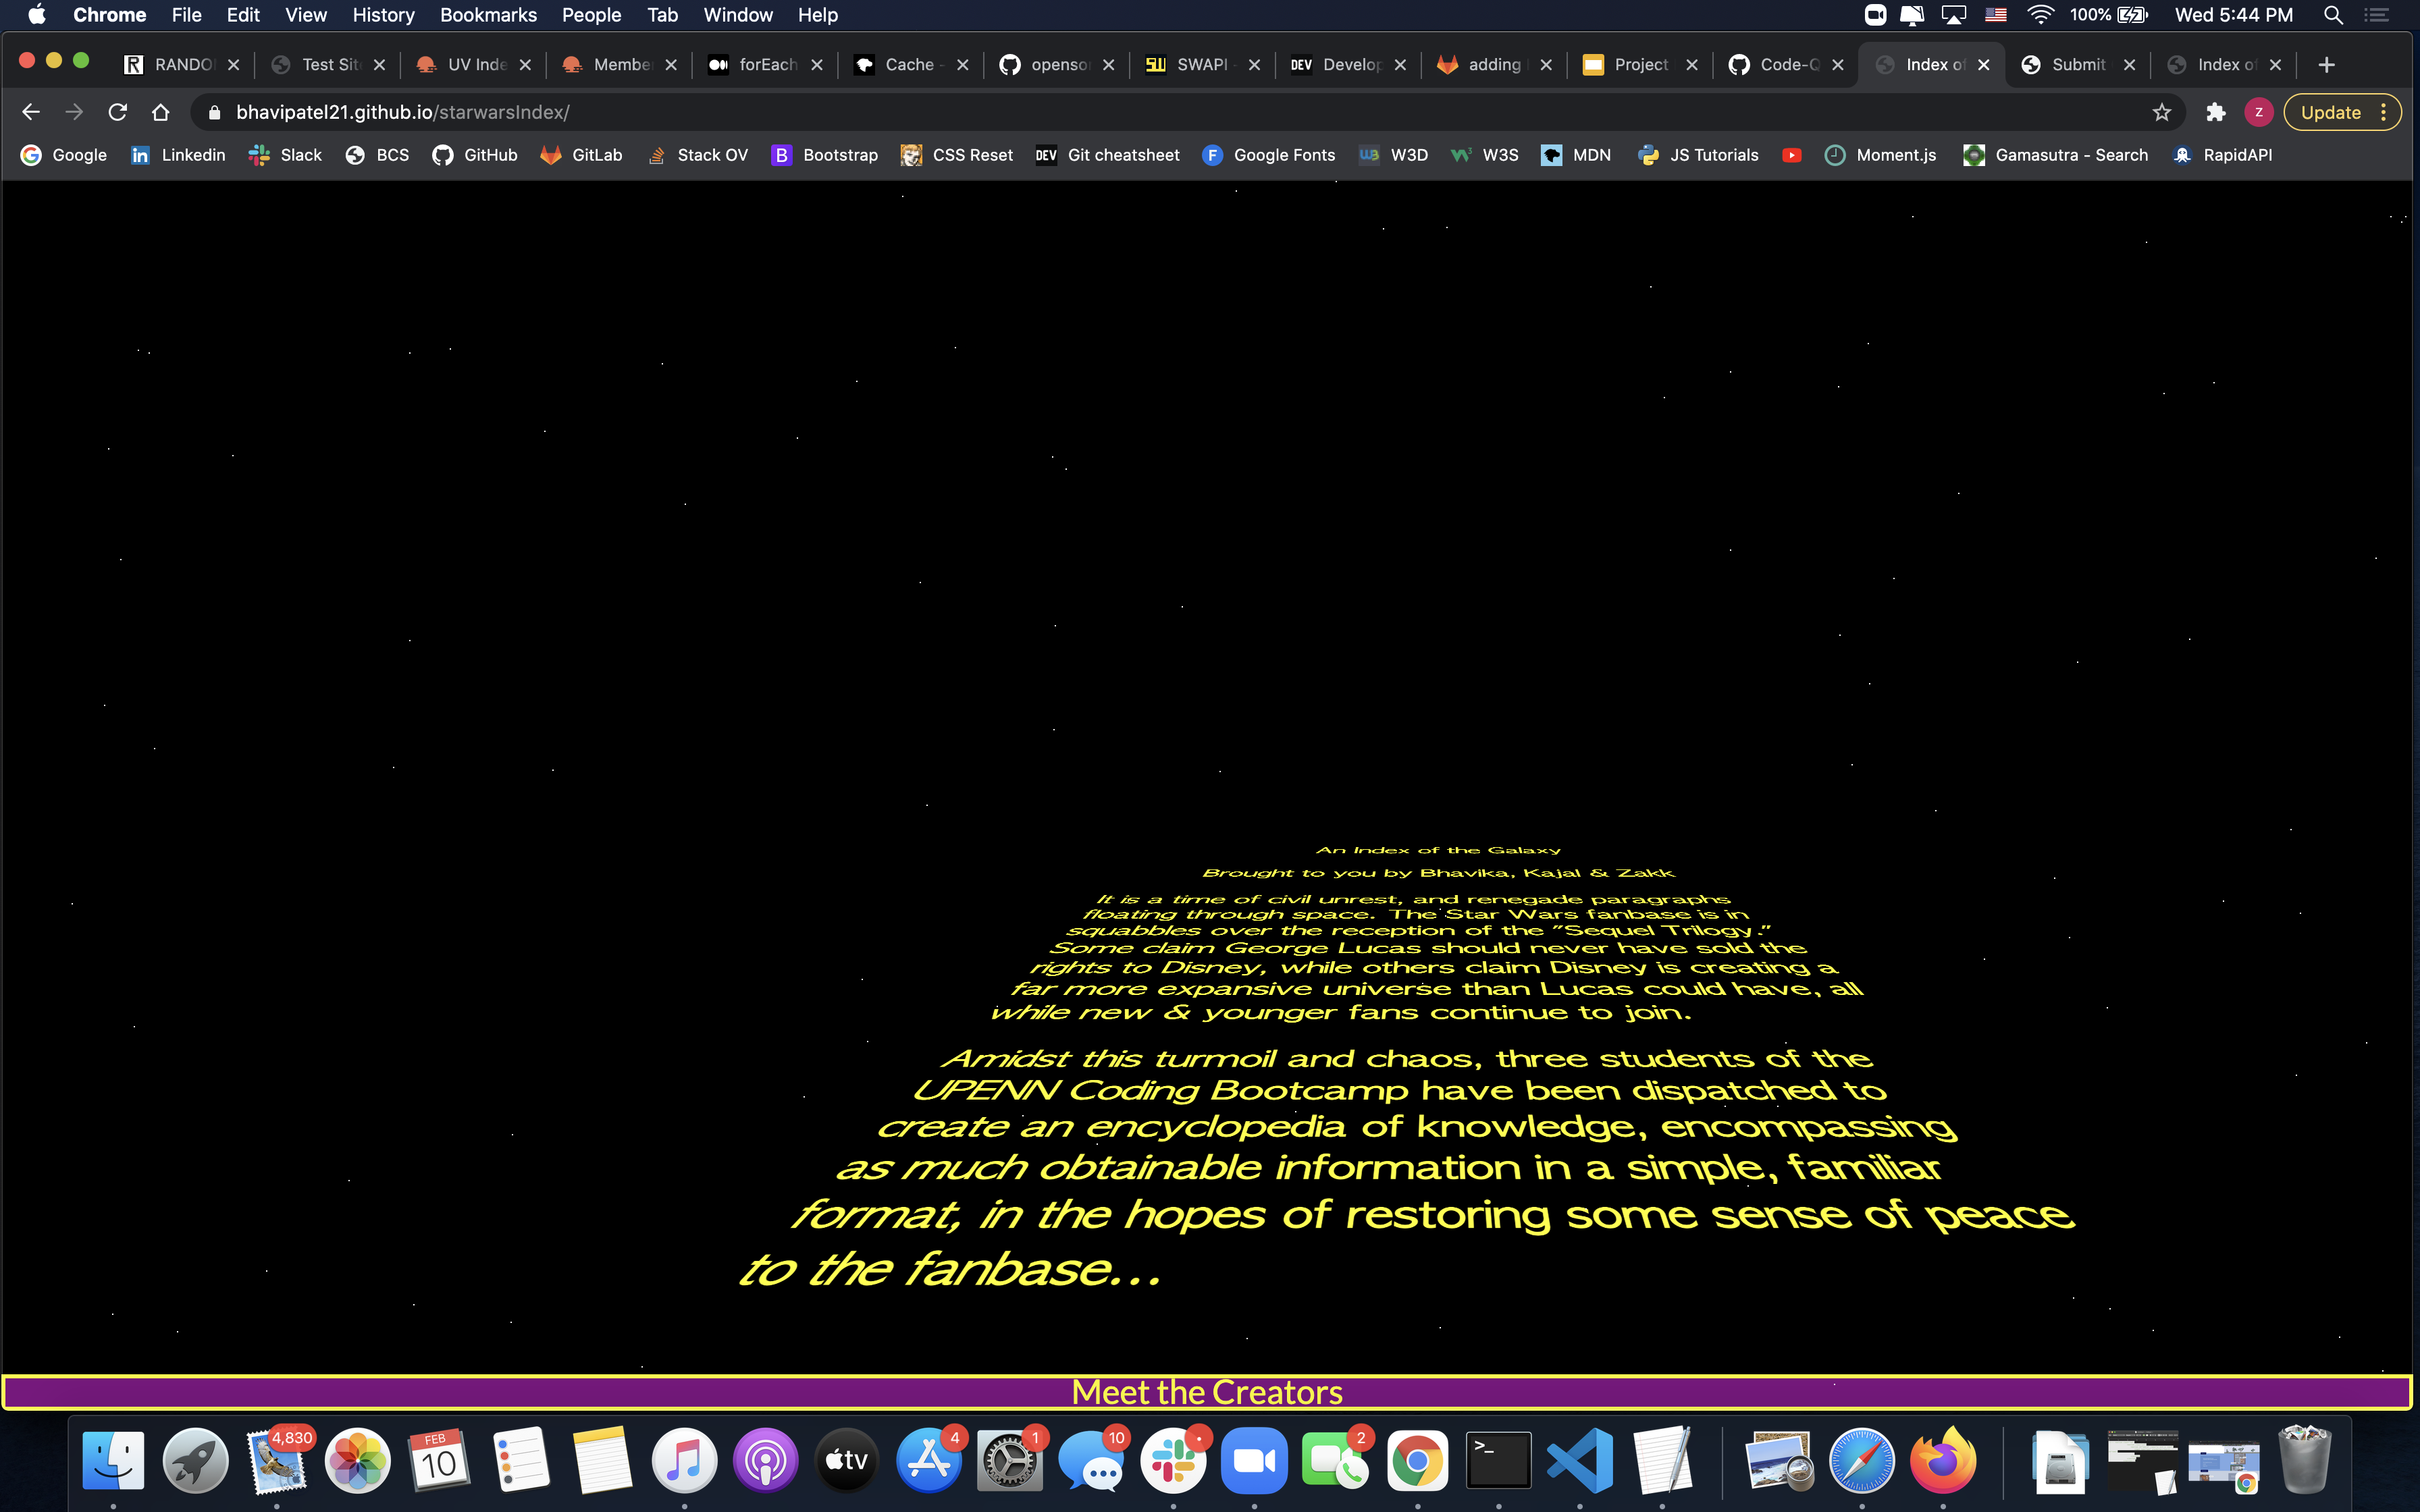 Chrome File Edit View History Bookmarks People Tab Window Help 100% Wed 5:44 PM
RANDO Test Sit UV Inde Membe forEach Cache - openso SWAPI - Develop adding Project Code-Q Index of Submit Index of
bhavipatel21.github.io/starwarsIndex/ Z Update
Google Linkedin Slack BCS GitHub GitLab Stack OV Bootstrap CSS Reset DEV Git cheatsheet Google Fonts W3D W3S MDN JS Tutorials Moment.js Gamasutra - Search RapidAPI
An Index of the Galaxy
Brought to you by Bhavika, Kajal & Zakk
It is a time of civil unrest, and renegade paragraphs
floating through space. The Star Wars fanbase is in
squabbles over the reception of the "Sequel Trilogy."
Some claim George Lucas should never have sold the
rights to Disney, while others claim Disney is creating a
far more expansive universe than Lucas could have, all
while new & younger fans continue to join.
Amidst this turmoil and chaos, three students of the
UPENN Coding Bootcamp have been dispatched to
create an encyclopedia of knowledge, encompassing
as much obtainable information in a simple, familiar
format, in the hopes of restoring some sense of peace
to the fanbase...
Meet the Creators
4,830 FEB 10 tv 4 1 10 2